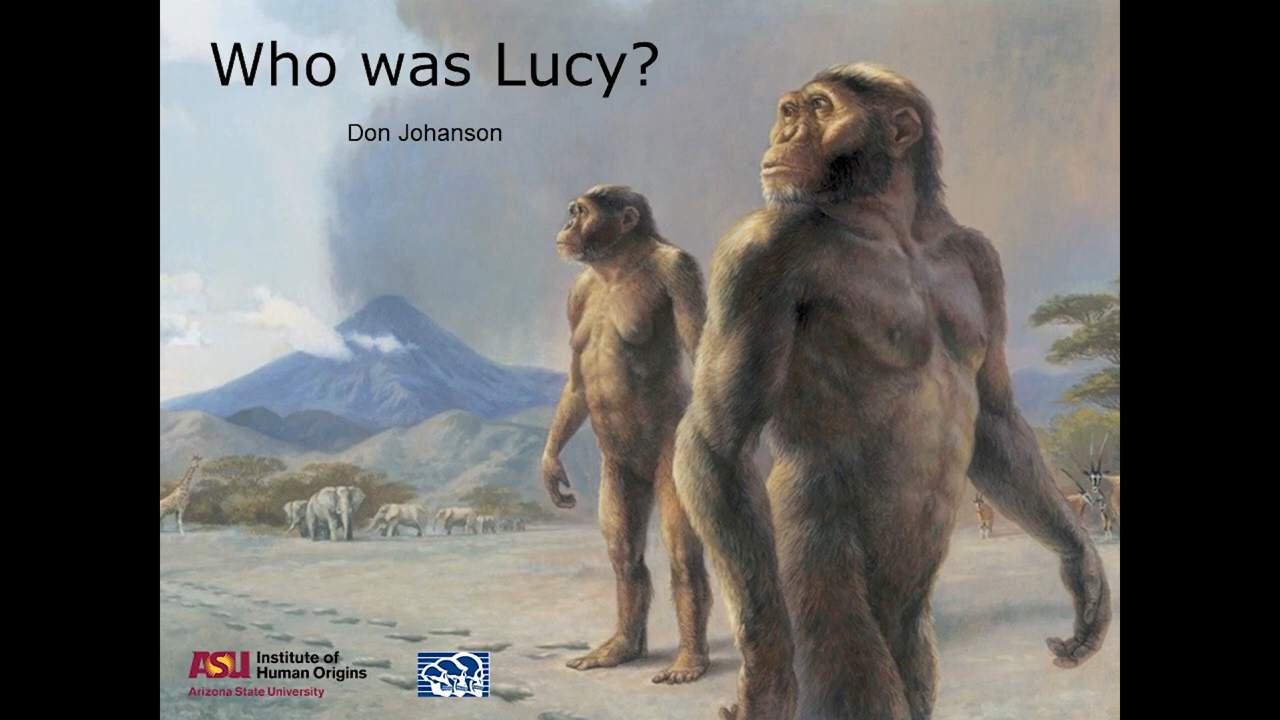 Who was Lucy?
Don Johanson
ASU Institute of
Human Origins
Arizona State University